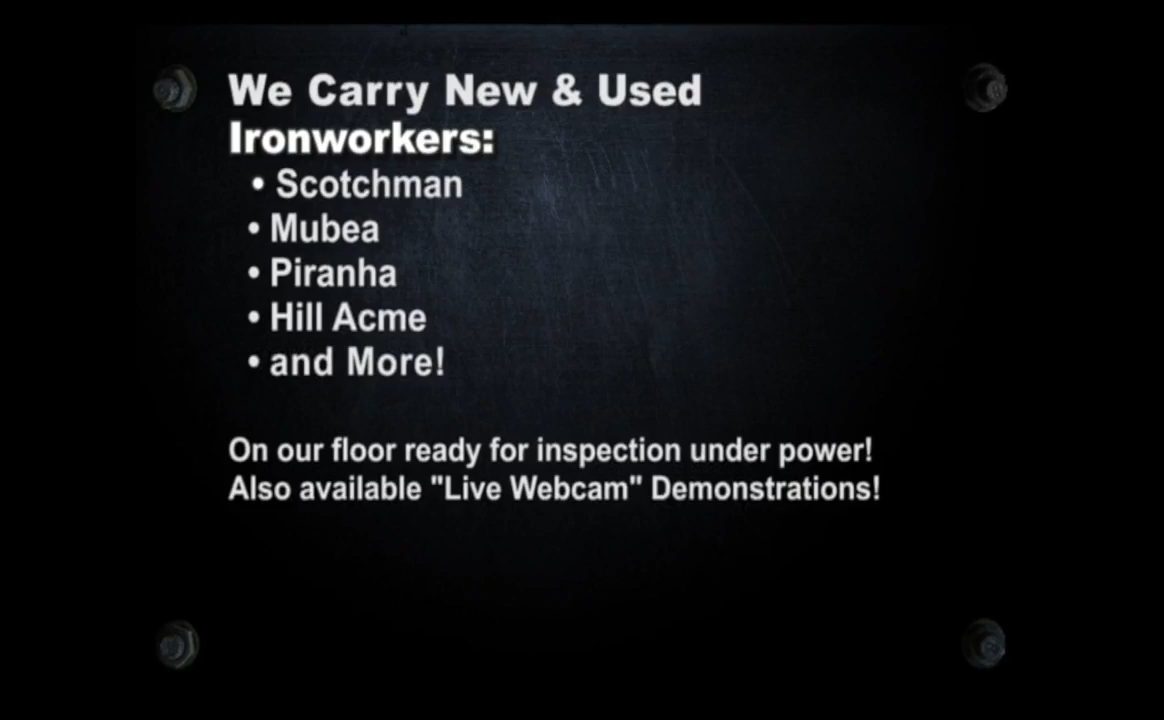 We Carry New & Used
Ironworkers:
• Scotchman
• Mubea
• Piranha
• Hill Acme
• and More!
On our floor ready for inspection under power!
Also available "Live Webcam" Demonstrations!